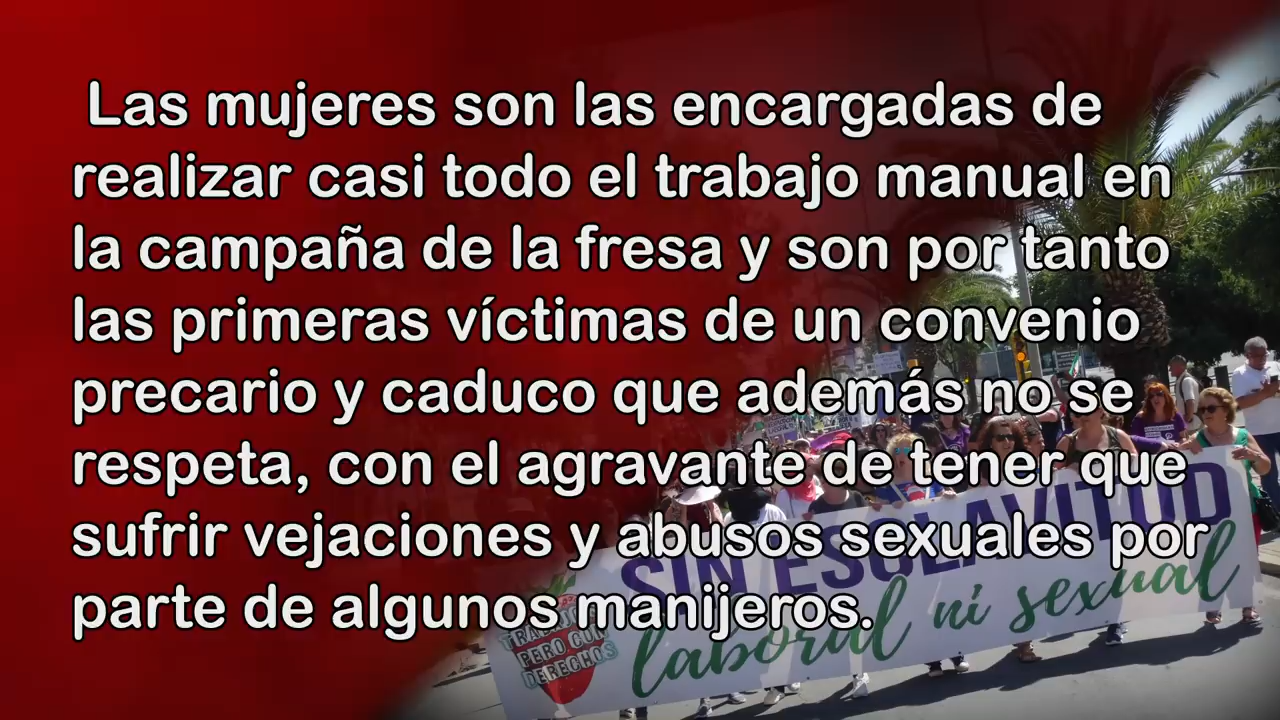 Las mujeres son las encargadas de
realizar casi todo el trabajo manual en
la campaña de la fresa y son por tanto
las primeras víctimas de un convenio
precario y caduco que además no se
respeta, con el agravante de tener que
sufrir vejaciones y abusos sexuales por
parte de algunos manijeros.
SIN ESCLAVITUD
laboral ni sexual
TRABAJO
PERO CON
DERECHOS